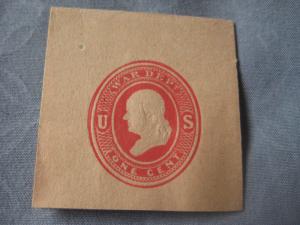 WAR DEPT.
U S
ONE CENT